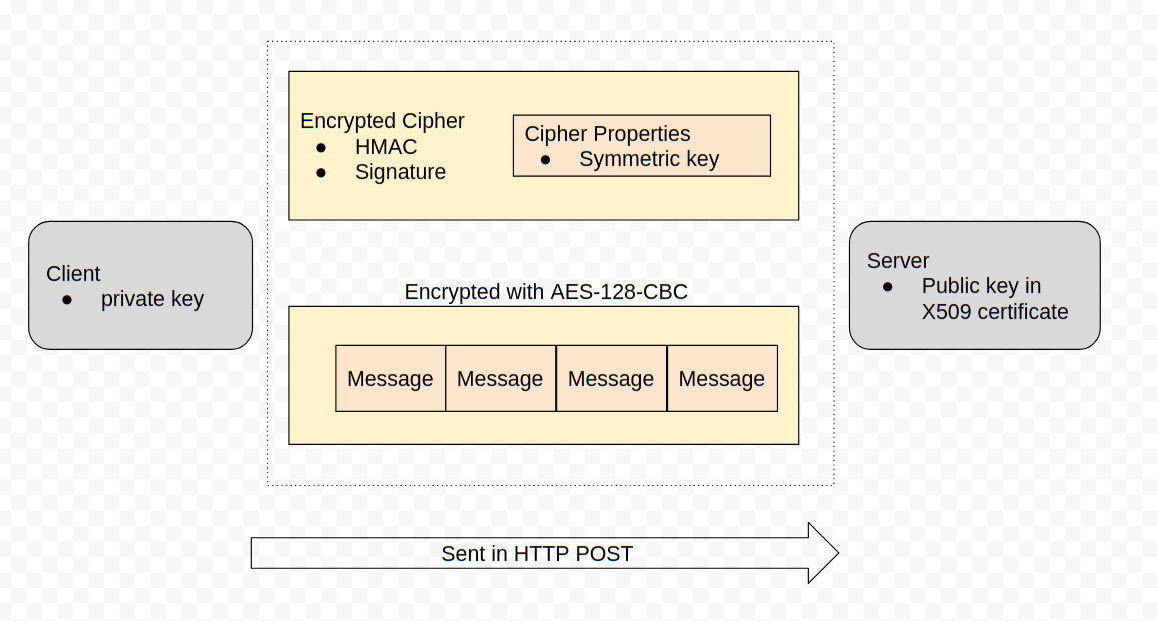 Encrypted Cipher
● HMAC
● Signature
Cipher Properties
● Symmetric key
Client
● private key
Server
● Public key in
X509 certificate
Encrypted with AES-128-CBC
Message Message Message Message
Sent in HTTP POST